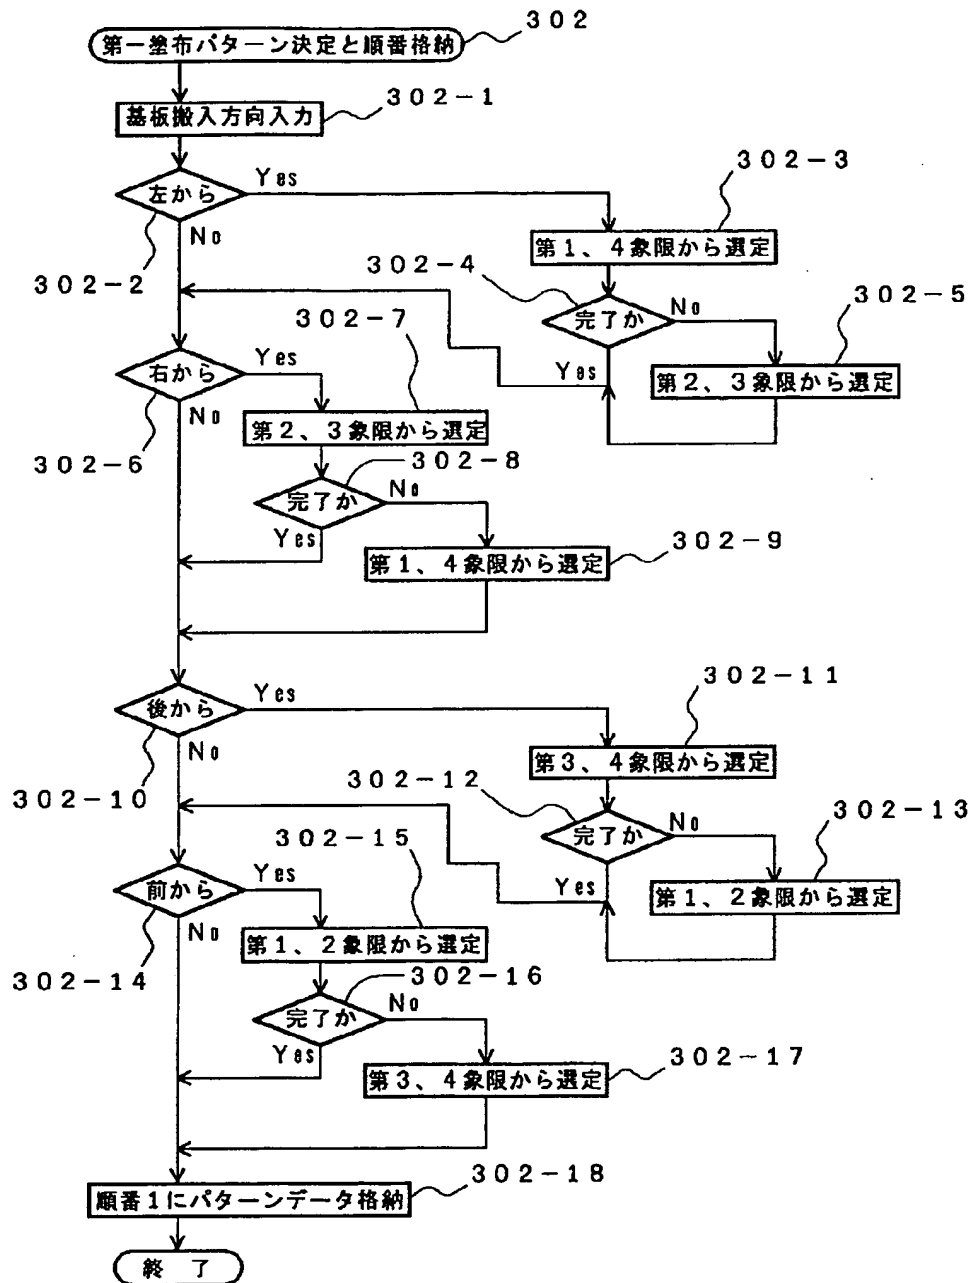 302
第一塗布パターン決定と順番格納
302-1
基板搬入方向入力
302-3
左から
Yes
No
302-2
第1、4象限から選定
302-4
完了か
No
Yes
302-5
第2、3象限から選定
302-7
右から
Yes
No
302-6
第2、3象限から選定
302-8
完了か
No
Yes
302-9
第1、4象限から選定
302-11
後から
Yes
No
302-10
第3、4象限から選定
302-12
完了か
No
Yes
302-13
第1、2象限から選定
302-15
前から
Yes
No
302-14
第1、2象限から選定
302-16
完了か
No
Yes
302-17
第3、4象限から選定
302-18
順番1にパターンデータ格納
終 了